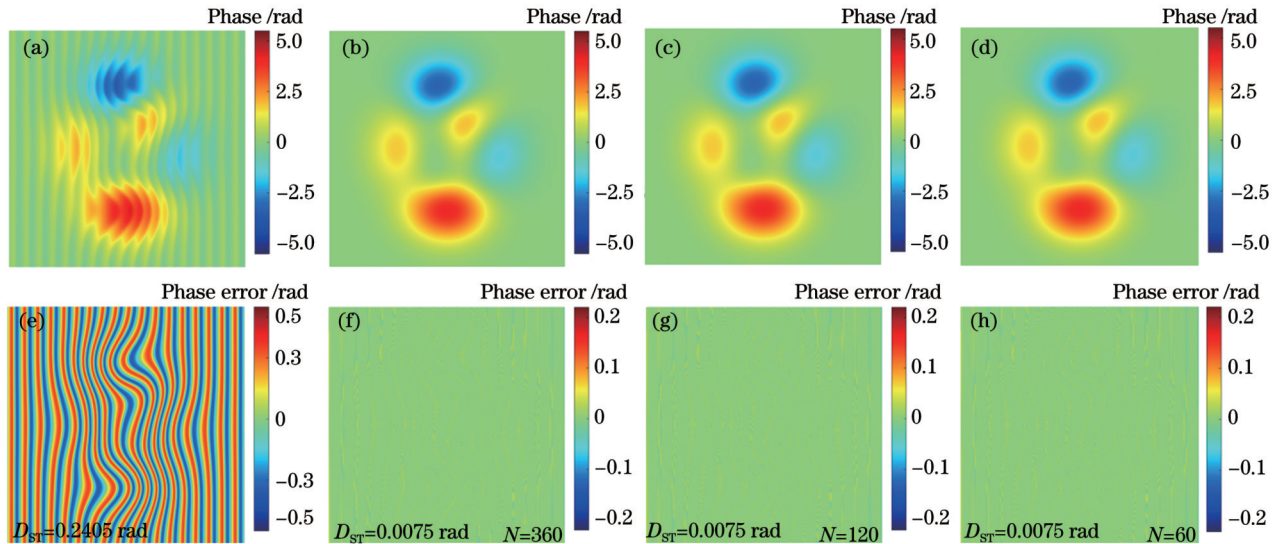 Phase /rad
Phase /rad
Phase /rad
Phase /rad
(a)
5.0
2.5
0
−2.5
−5.0
(b)
5.0
2.5
0
−2.5
−5.0
(c)
5.0
2.5
0
−2.5
−5.0
(d)
5.0
2.5
0
−2.5
−5.0
Phase error /rad
Phase error /rad
Phase error /rad
Phase error /rad
(e)
0.5
0.3
0
−0.3
−0.5
D_ST=0.2405 rad
(f)
0.2
0.1
0
−0.1
−0.2
D_ST=0.0075 rad N=360
(g)
0.2
0.1
0
−0.1
−0.2
D_ST=0.0075 rad N=120
(h)
0.2
0.1
0
−0.1
−0.2
D_ST=0.0075 rad N=60